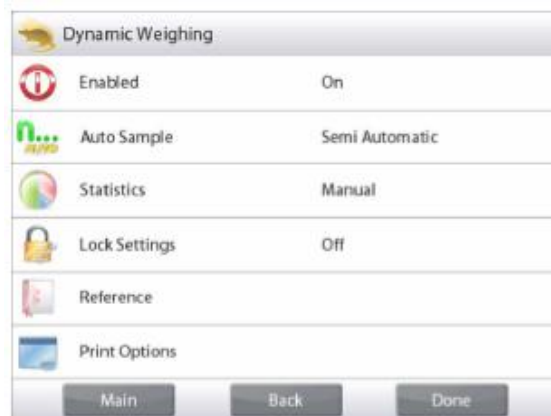 Dynamic Weighing
Enabled On
n... AUTO
Auto Sample Semi Automatic
Statistics Manual
Lock Settings Off
Reference
Print Options
Main Back Done